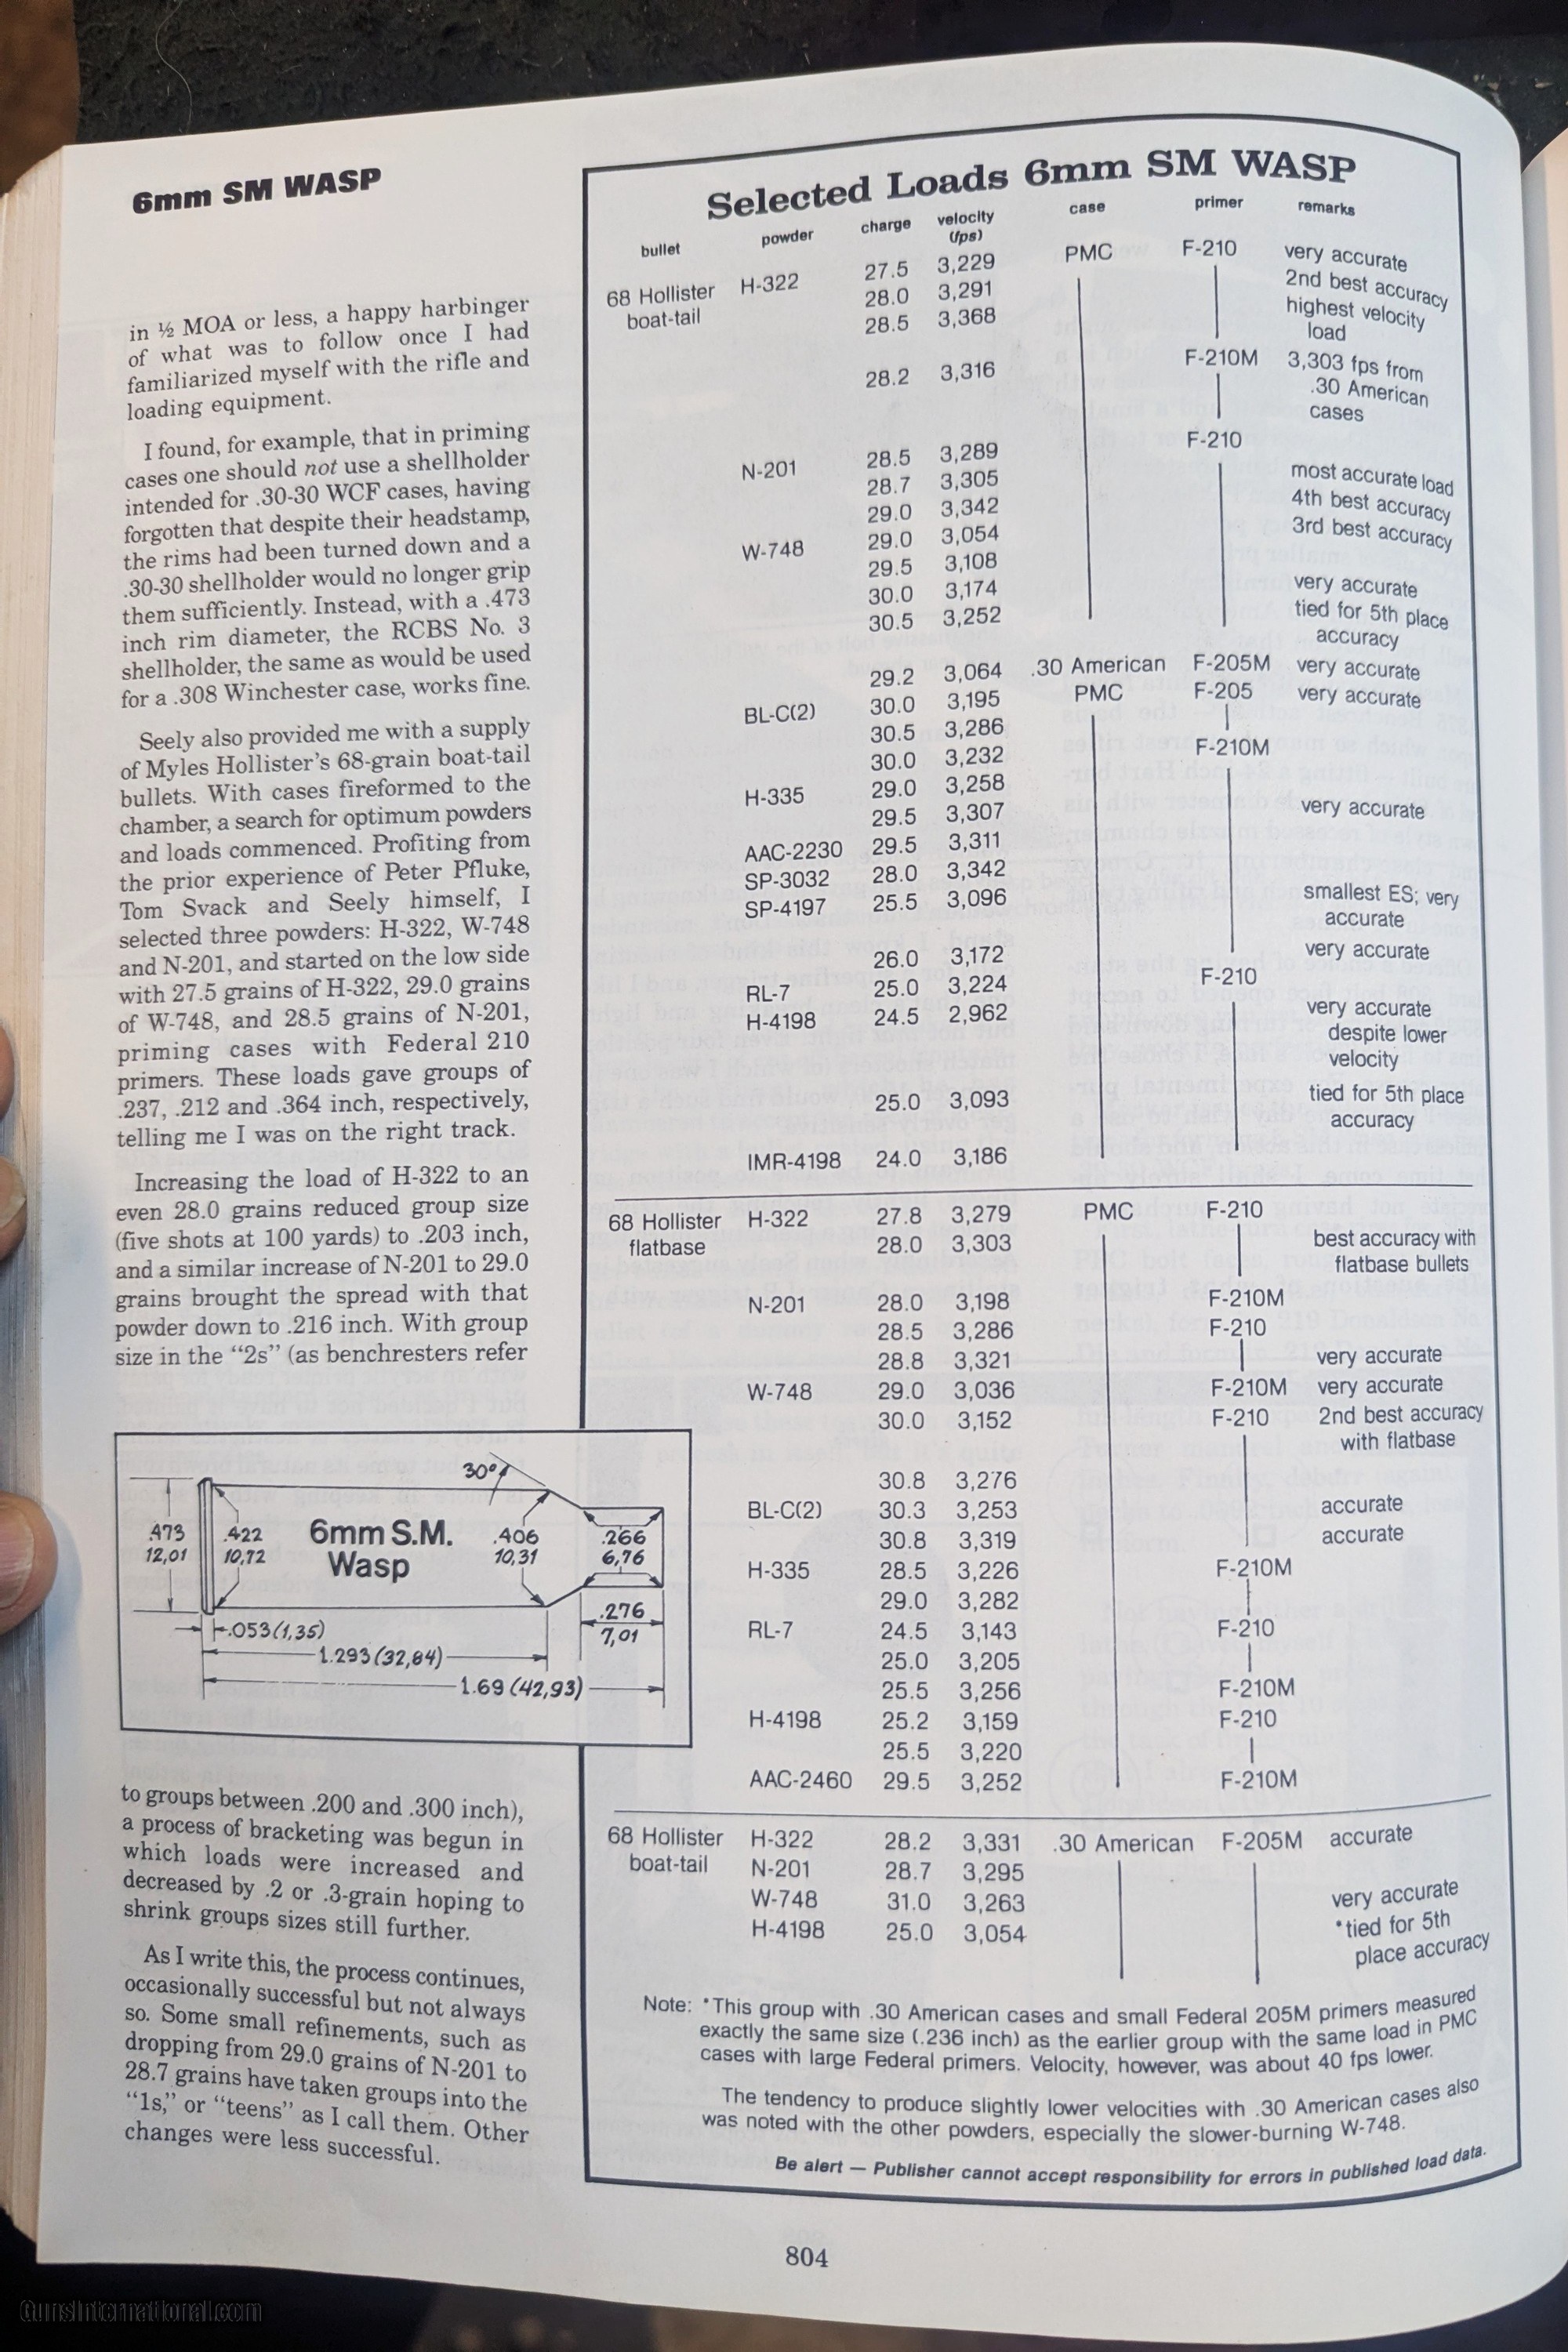 6mm SM WASP
in ½ MOA or less, a happy harbinger
of what was to follow once I had
familiarized myself with the rifle and
loading equipment.
I found, for example, that in priming
cases one should not use a shellholder
intended for .30-30 WCF cases, having
forgotten that despite their headstamp,
the rims had been turned down and a
.30-30 shellholder would no longer grip
them sufficiently. Instead, with a .473
inch rim diameter, the RCBS No. 3
shellholder, the same as would be used
for a .308 Winchester case, works fine.
Seely also provided me with a supply
of Myles Hollister's 68-grain boat-tail
bullets. With cases fireformed to the
chamber, a search for optimum powders
and loads commenced. Profiting from
the prior experience of Peter Pfluke,
Tom Svack and Seely himself, I
selected three powders: H-322, W-748
and N-201, and started on the low side
with 27.5 grains of H-322, 29.0 grains
of W-748, and 28.5 grains of N-201,
priming cases with Federal 210
primers. These loads gave groups of
.237, .212 and .364 inch, respectively,
telling me I was on the right track.
Increasing the load of H-322 to an
even 28.0 grains reduced group size
(five shots at 100 yards) to .203 inch,
and a similar increase of N-201 to 29.0
grains brought the spread with that
powder down to .216 inch. With group
size in the "2s" (as benchresters refer
30°
.473 .422 6mm S.M. .406 .266
12,01 10,72 Wasp 10,31 6,76
.053 (1,35) .276
1.293 (32,84) 7,01
1.69 (42,93)
to groups between .200 and .300 inch),
a process of bracketing was begun in
which loads were increased and
decreased by .2 or .3-grain hoping to
shrink groups sizes still further.
As I write this, the process continues,
occasionally successful but not always
so. Some small refinements, such as
dropping from 29.0 grains of N-201 to
28.7 grains have taken groups into the
"1s," or "teens" as I call them. Other
changes were less successful.
Selected Loads 6mm SM WASP
bullet powder charge velocity case primer remarks
(fps)
68 Hollister H-322 27.5 3,229 PMC F-210 very accurate
boat-tail 28.0 3,291 2nd best accuracy
28.5 3,368 highest velocity
load
28.2 3,316 F-210M 3,303 fps from
.30 American
cases
N-201 28.5 3,289 F-210
28.7 3,305 most accurate load
29.0 3,342 4th best accuracy
W-748 29.0 3,054 3rd best accuracy
29.5 3,108
30.0 3,174 very accurate
30.5 3,252 tied for 5th place
accuracy
29.2 3,064 .30 American F-205M very accurate
BL-C(2) 30.0 3,195 PMC F-205 very accurate
30.5 3,286
30.0 3,232 F-210M
H-335 29.0 3,258
29.5 3,307 very accurate
AAC-2230 29.5 3,311
SP-3032 28.0 3,342
SP-4197 25.5 3,096 smallest ES; very
accurate
26.0 3,172 very accurate
RL-7 25.0 3,224 F-210
H-4198 24.5 2,962 very accurate
despite lower
velocity
25.0 3,093 tied for 5th place
accuracy
IMR-4198 24.0 3,186
68 Hollister H-322 27.8 3,279 PMC F-210
flatbase 28.0 3,303 best accuracy with
flatbase bullets
N-201 28.0 3,198 F-210M
28.5 3,286 F-210
28.8 3,321 very accurate
W-748 29.0 3,036 F-210M very accurate
30.0 3,152 F-210 2nd best accuracy
with flatbase
30.8 3,276
BL-C(2) 30.3 3,253 accurate
30.8 3,319 accurate
H-335 28.5 3,226 F-210M
29.0 3,282
RL-7 24.5 3,143 F-210
25.0 3,205
25.5 3,256 F-210M
H-4198 25.2 3,159 F-210
25.5 3,220
AAC-2460 29.5 3,252 F-210M
68 Hollister H-322 28.2 3,331 .30 American F-205M accurate
boat-tail N-201 28.7 3,295
W-748 31.0 3,263 very accurate
H-4198 25.0 3,054 *tied for 5th
place accuracy
Note: *This group with .30 American cases and small Federal 205M primers measured
exactly the same size (.236 inch) as the earlier group with the same load in PMC
cases with large Federal primers. Velocity, however, was about 40 fps lower.
The tendency to produce slightly lower velocities with .30 American cases also
was noted with the other powders, especially the slower-burning W-748.
Be alert — Publisher cannot accept responsibility for errors in published load data.
804
GunsInternational.com